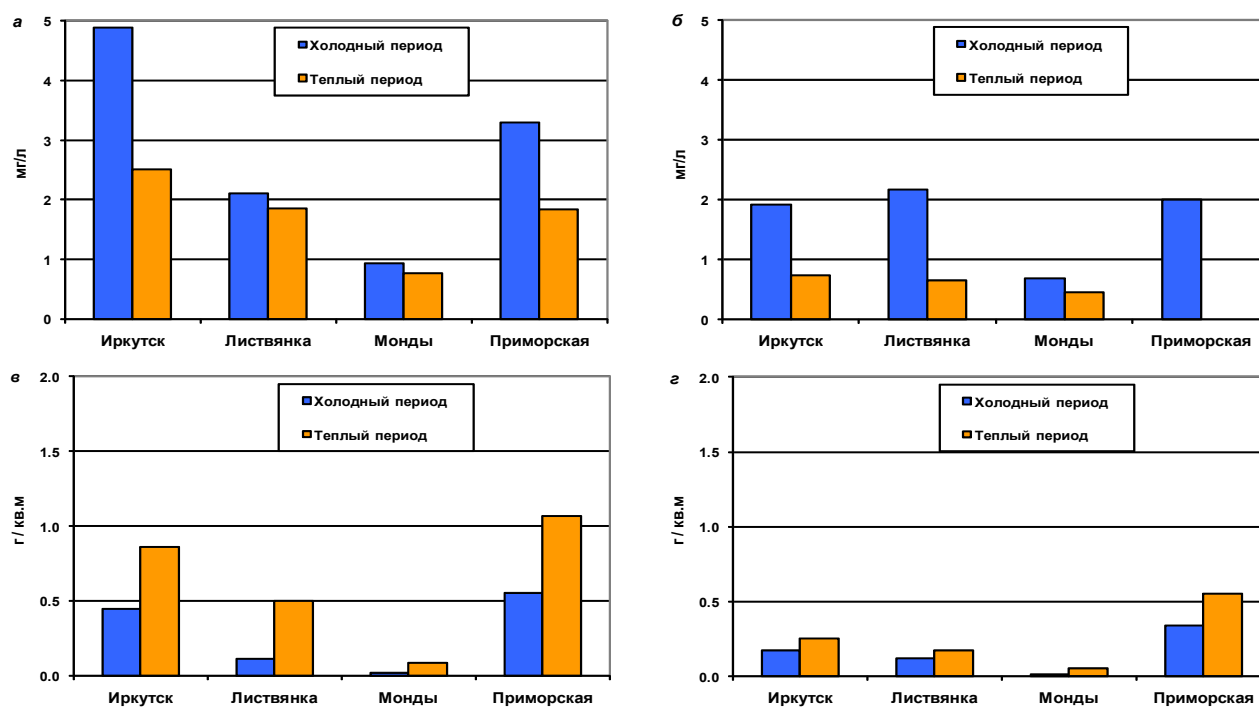 а
5
4
3
2
1
0
мг/л
Холодный период
Теплый период
Иркутск Листвянка Монды Приморская
б
5
4
3
2
1
0
мг/л
Холодный период
Теплый период
Иркутск Листвянка Монды Приморская
в
2.0
1.5
1.0
0.5
0.0
г / кв.м
Холодный период
Теплый период
Иркутск Листвянка Монды Приморская
г
2.0
1.5
1.0
0.5
0.0
г / кв.м
Холодный период
Теплый период
Иркутск Листвянка Монды Приморская